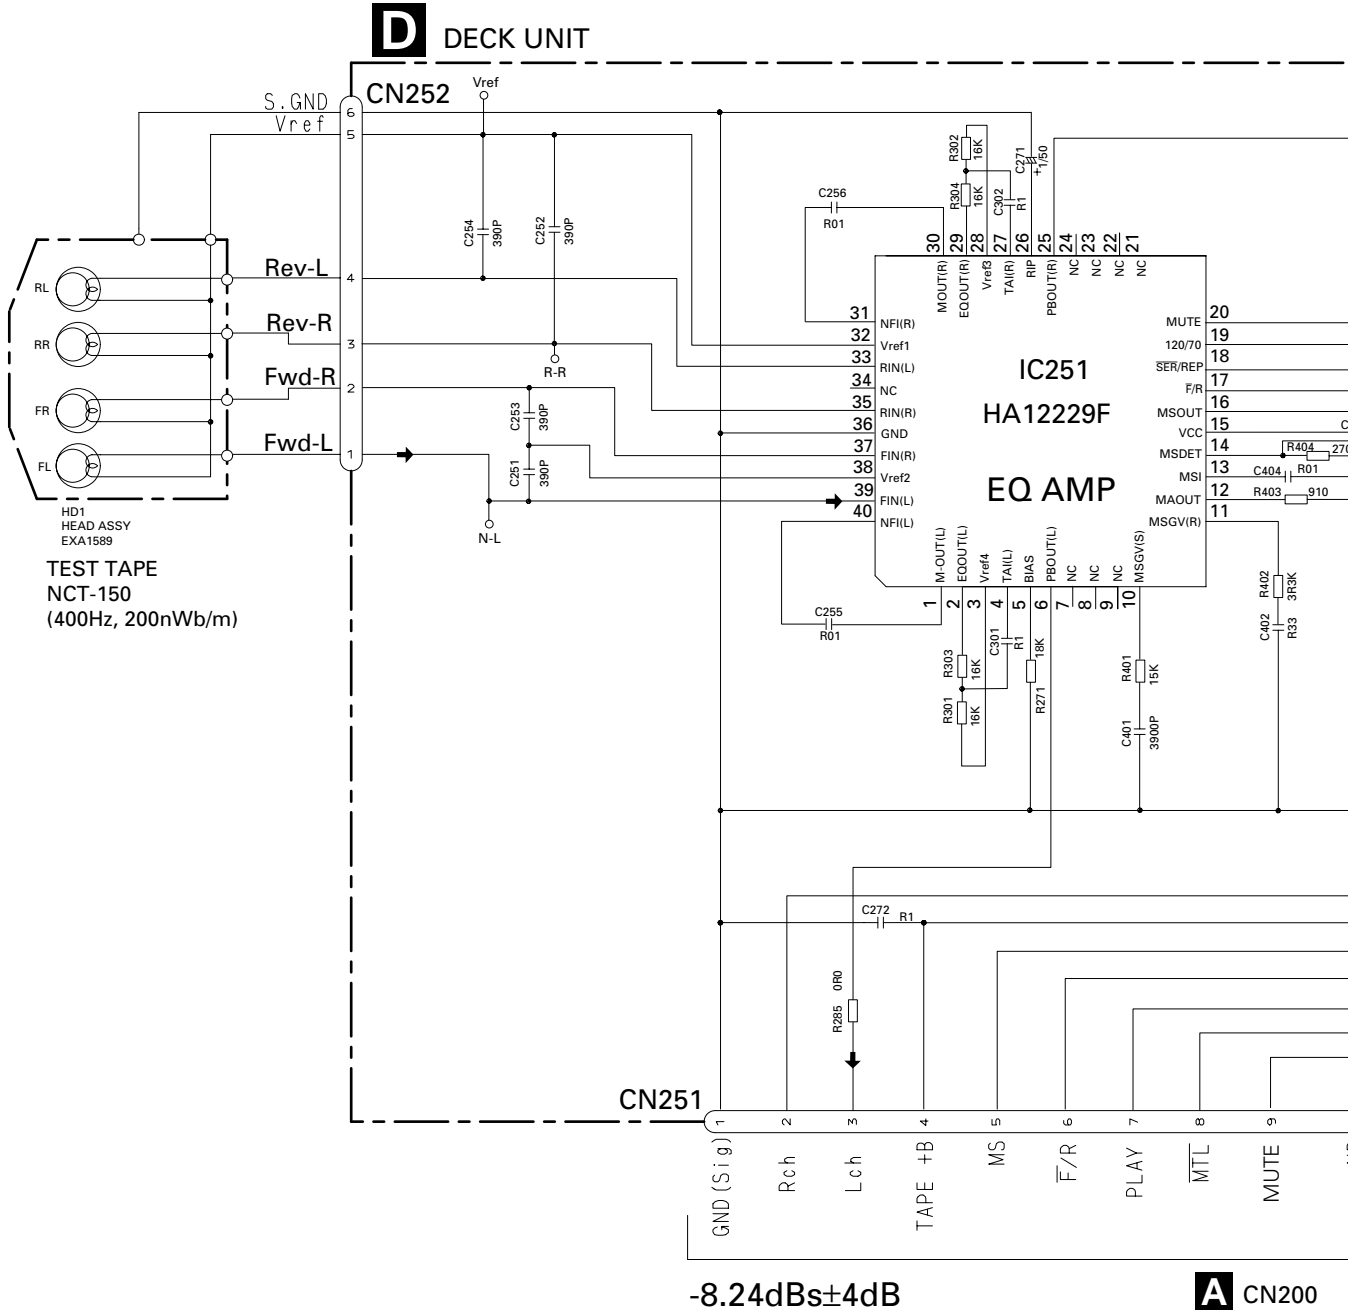 D DECK UNIT
CN252
Vref
S.GND 6
Vref 5
Rev-L 4
Rev-R 3
Fwd-R 2
Fwd-L 1
RL
RR
FR
FL
HD1
HEAD ASSY
EXA1589
TEST TAPE
NCT-150
(400Hz, 200nWb/m)
C254 390P
C252 390P
R-R
C253 390P
C251 390P
N-L
C256
R01
R302 16K
R304 16K
C302 R1
C271 +1/50
30 29 28 27 26 25 24 23 22 21
MOUT(R) EQOUT(R) Vref3 TAI(R) RIP PBOUT(R) NC NC NC NC
31 NFI(R)
32 Vref1
33 RIN(L)
34 NC
35 RIN(R)
36 GND
37 FIN(R)
38 Vref2
39 FIN(L)
40 NFI(L)
IC251
HA12229F
EQ AMP
MUTE 20
120/70 19
SER/REP 18
F/R 17
MSOUT 16
VCC 15
MSDET 14
MSI 13
MAOUT 12
MSGV(R) 11
C
R404 270
C404 R01
R403 910
M-OUT(L) EQOUT(L) Vref4 TAI(L) BIAS PBOUT(L) NC NC NC MSGV(S)
1 2 3 4 5 6 7 8 9 10
C255
R01
R303 16K
R301 16K
C301 R1
18K R271
R401 15K
C401 3900P
R402 3R3K
C402 R33
C272 R1
R285 0R0
CN251
1 2 3 4 5 6 7 8 9
GND(Sig)
Rch
Lch
TAPE +B
MS
F/R
PLAY
MTL
MUTE
-8.24dBs±4dB
A CN200